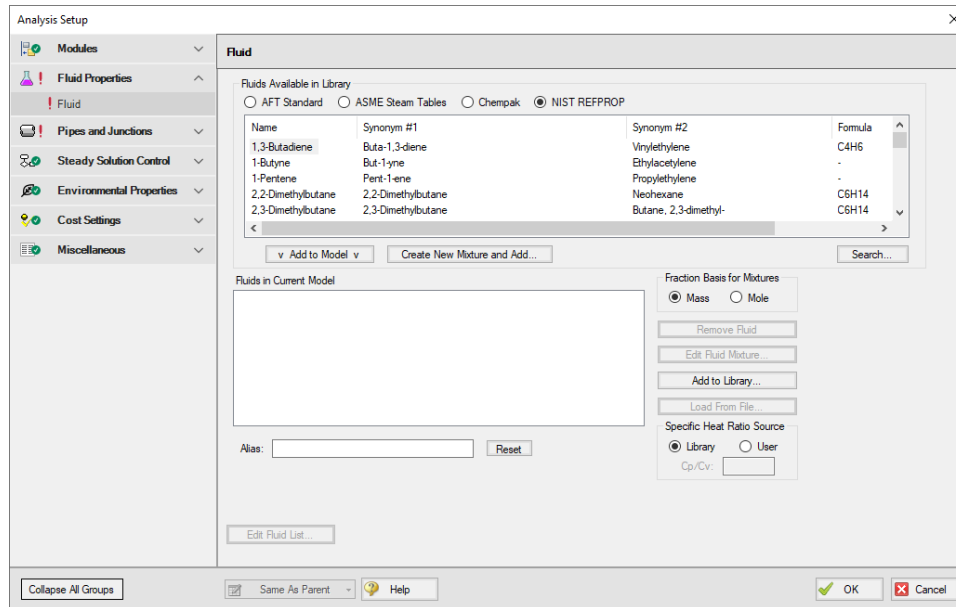 Analysis Setup
Modules
Fluid Properties
Fluid
Pipes and Junctions
Steady Solution Control
Environmental Properties
Cost Settings
Miscellaneous
Collapse All Groups
Fluid
Fluids Available in Library
AFT Standard ASME Steam Tables Chempak NIST REFPROP
Name Synonym #1 Synonym #2 Formula
1,3-Butadiene Buta-1,3-diene Vinylethylene C4H6
1-Butyne But-1-yne Ethylacetylene -
1-Pentene Pent-1-ene Propylethylene -
2,2-Dimethylbutane 2,2-Dimethylbutane Neohexane C6H14
2,3-Dimethylbutane 2,3-Dimethylbutane Butane, 2,3-dimethyl- C6H14
v Add to Model v Create New Mixture and Add... Search...
Fluids in Current Model
Fraction Basis for Mixtures
Mass Mole
Remove Fluid
Edit Fluid Mixture...
Add to Library...
Load From File...
Specific Heat Ratio Source
Library User
Cp/Cv:
Alias: Reset
Edit Fluid List...
Same As Parent Help OK Cancel